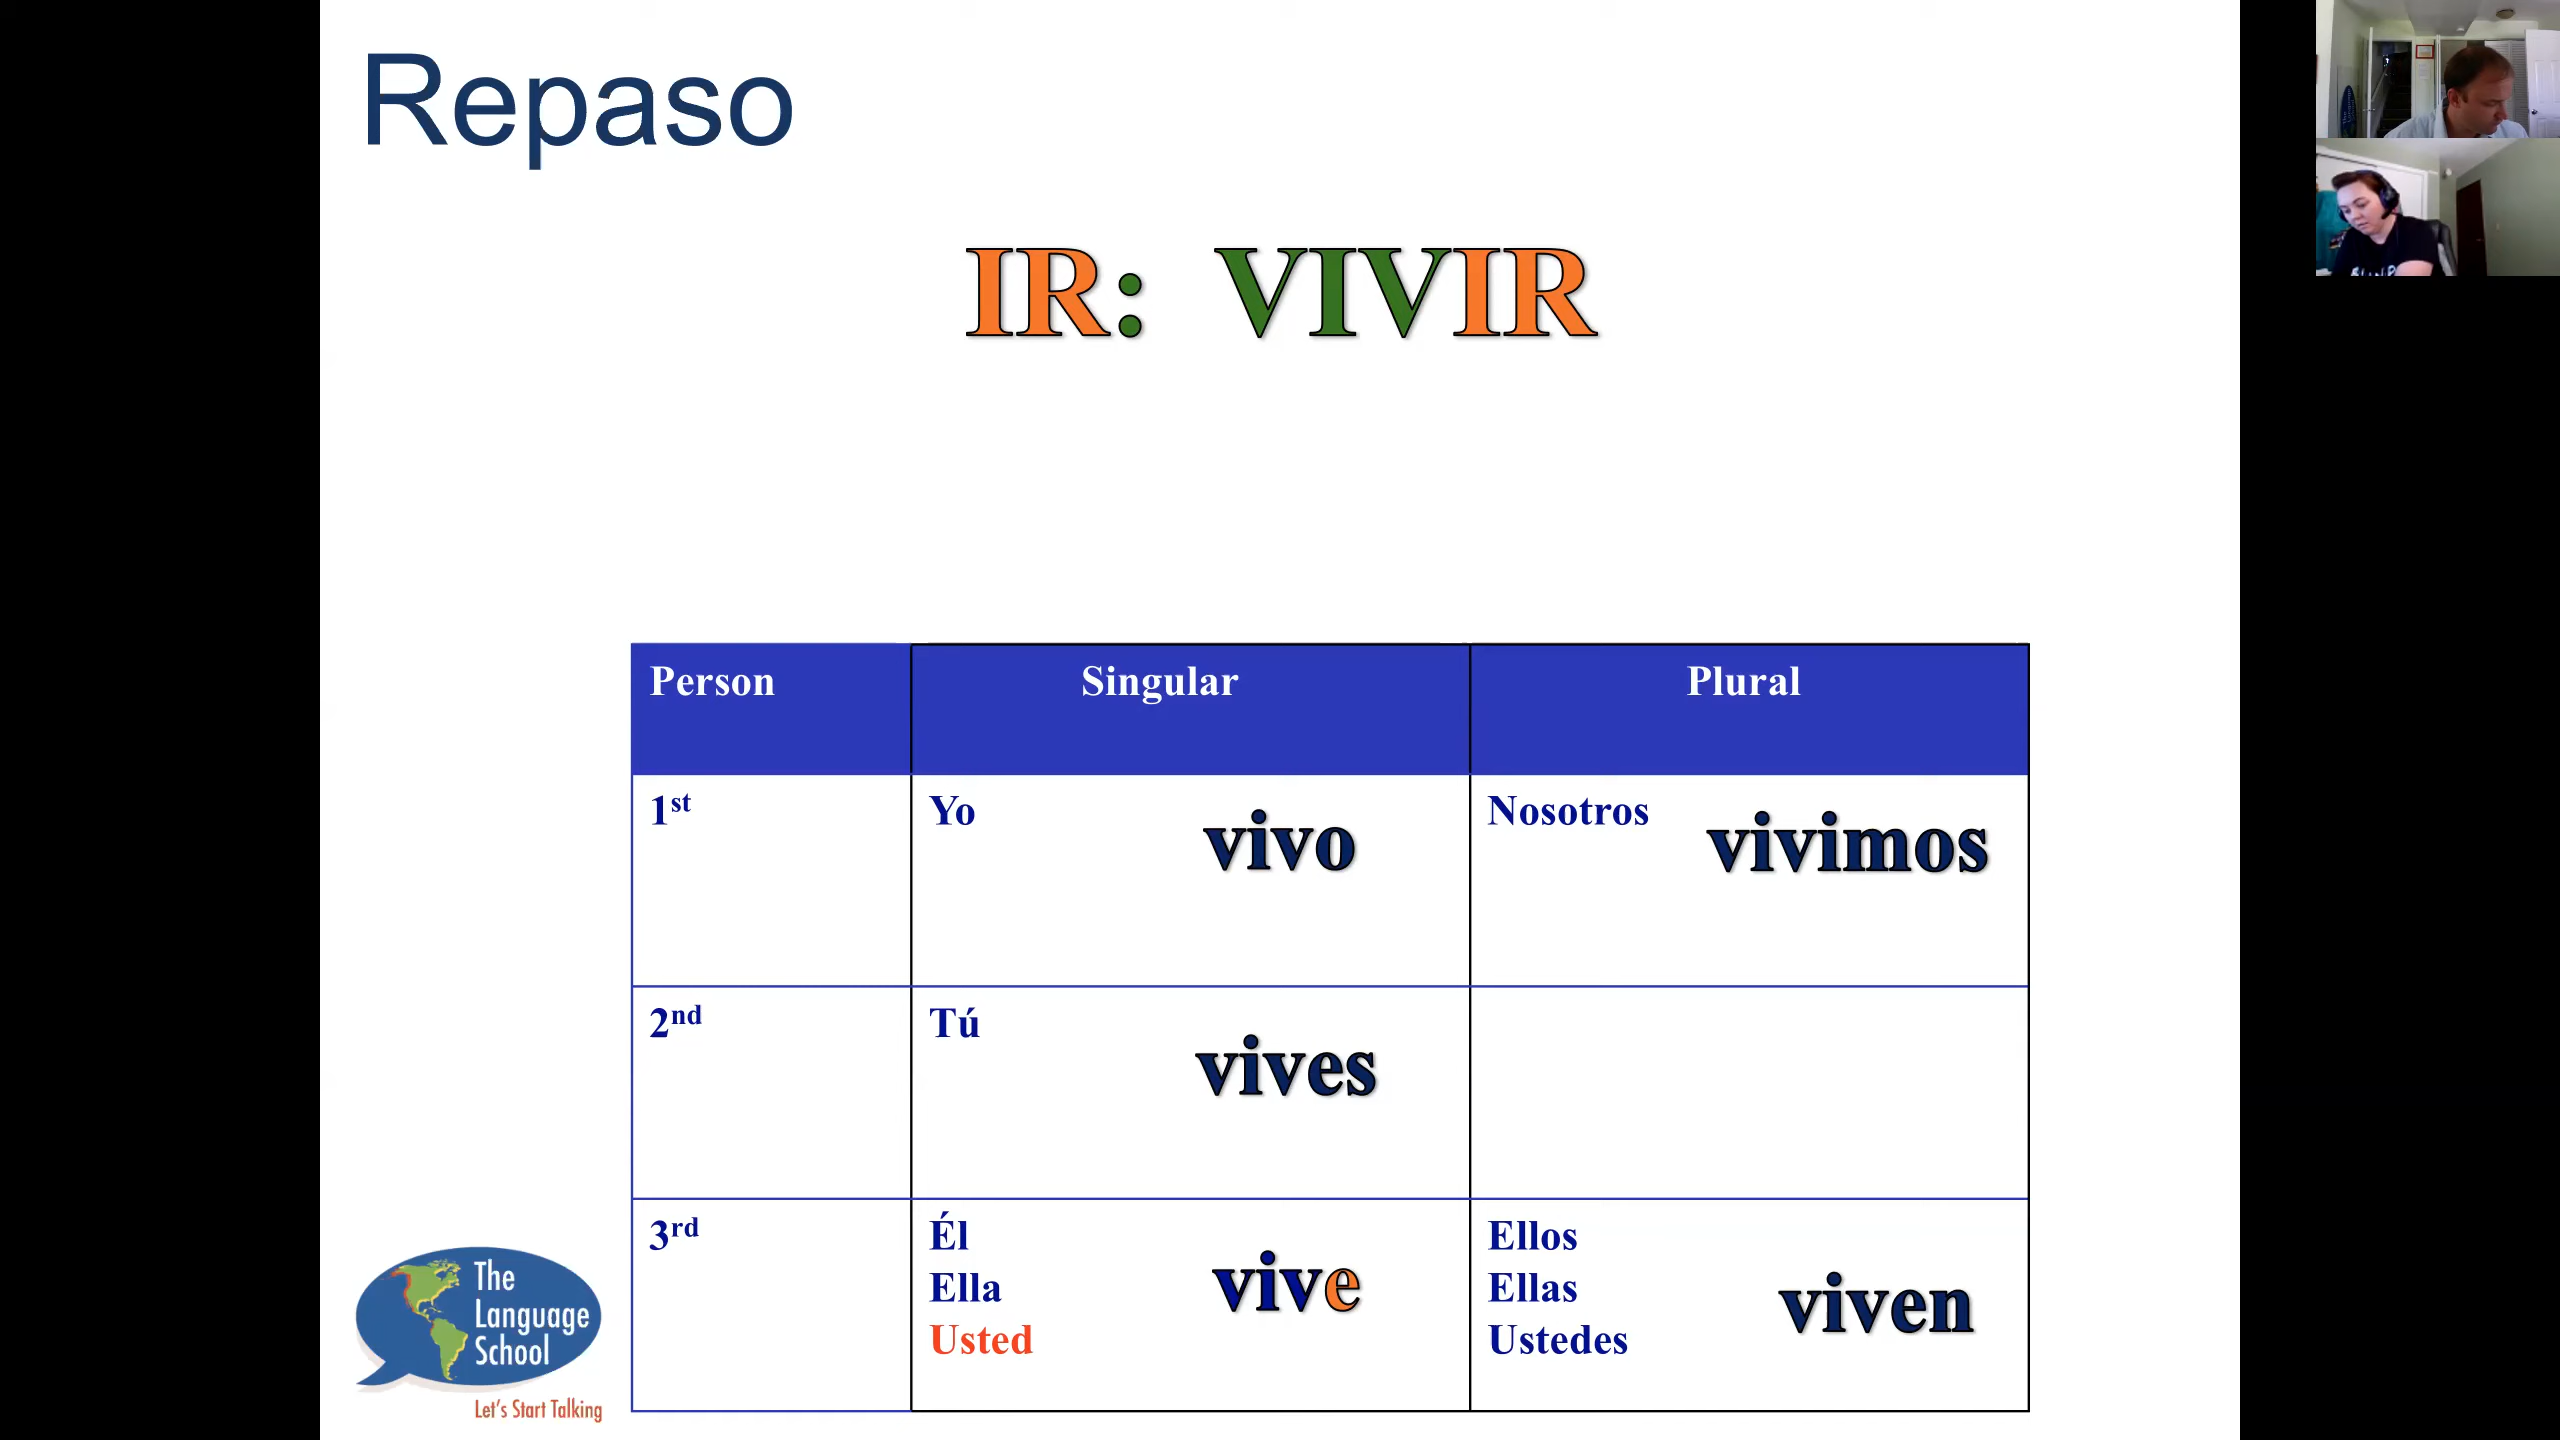 Repaso
IR: VIVIR
Person Singular Plural
1st Yo vivo Nosotros vivimos
2nd Tú vives
3rd Él
Ella vive
Usted
Ellos
Ellas viven
Ustedes
The
Language
School
Let's Start Talking